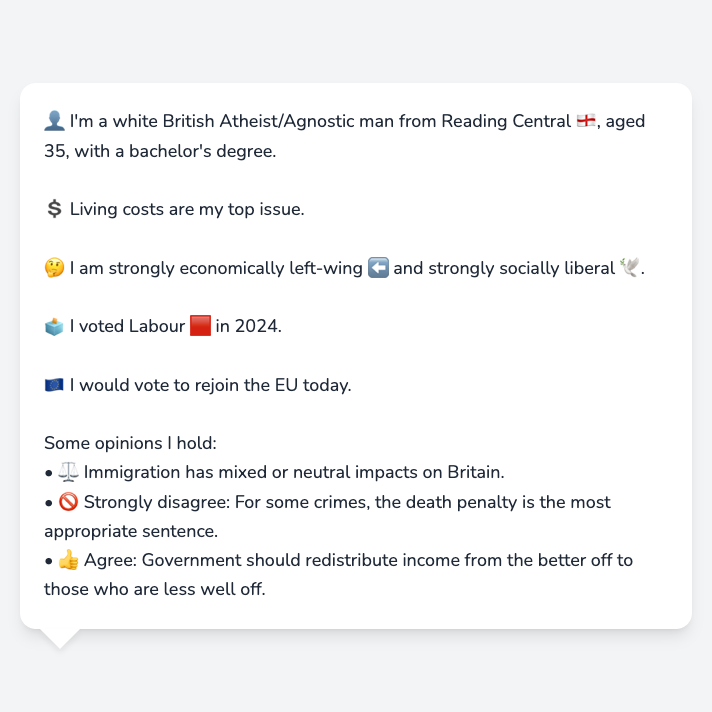 👤 I'm a white British Atheist/Agnostic man from Reading Central 🏴󠁧󠁢󠁥󠁮󠁧󠁿, aged
35, with a bachelor's degree.
💲 Living costs are my top issue.
🤔 I am strongly economically left-wing ⬅️ and strongly socially liberal 🕊️.
🗳️ I voted Labour 🟥 in 2024.
🇪🇺 I would vote to rejoin the EU today.
Some opinions I hold:
• ⚖️ Immigration has mixed or neutral impacts on Britain.
• 🚫 Strongly disagree: For some crimes, the death penalty is the most
appropriate sentence.
• 👍 Agree: Government should redistribute income from the better off to
those who are less well off.